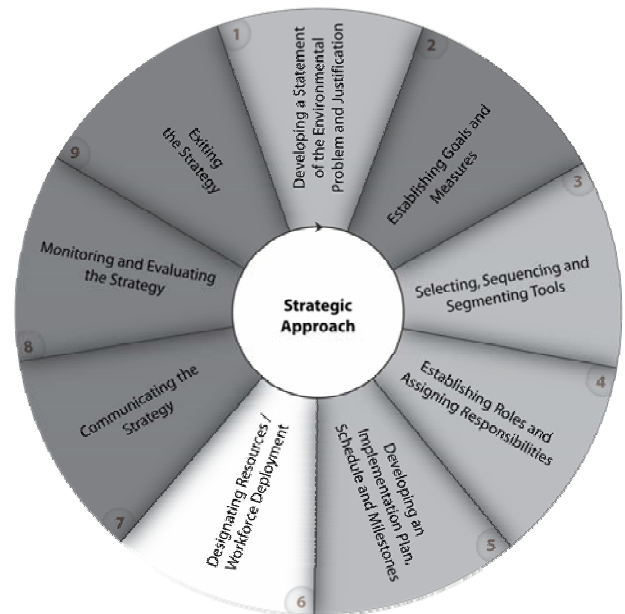 Strategic
Approach
1
Developing a Statement
of the Environmental
Problem and Justification
2
Establishing Goals and
Measures
3
Selecting, Sequencing and
Segmenting Tools
4
Establishing Roles and
Assigning Responsibilities
5
Developing an
Implementation Plan,
Schedule and Milestones
6
Designating Resources /
Workforce Deployment
7
Communicating the
Strategy
8
Monitoring and Evaluating
the Strategy
9
Exiting
the Strategy